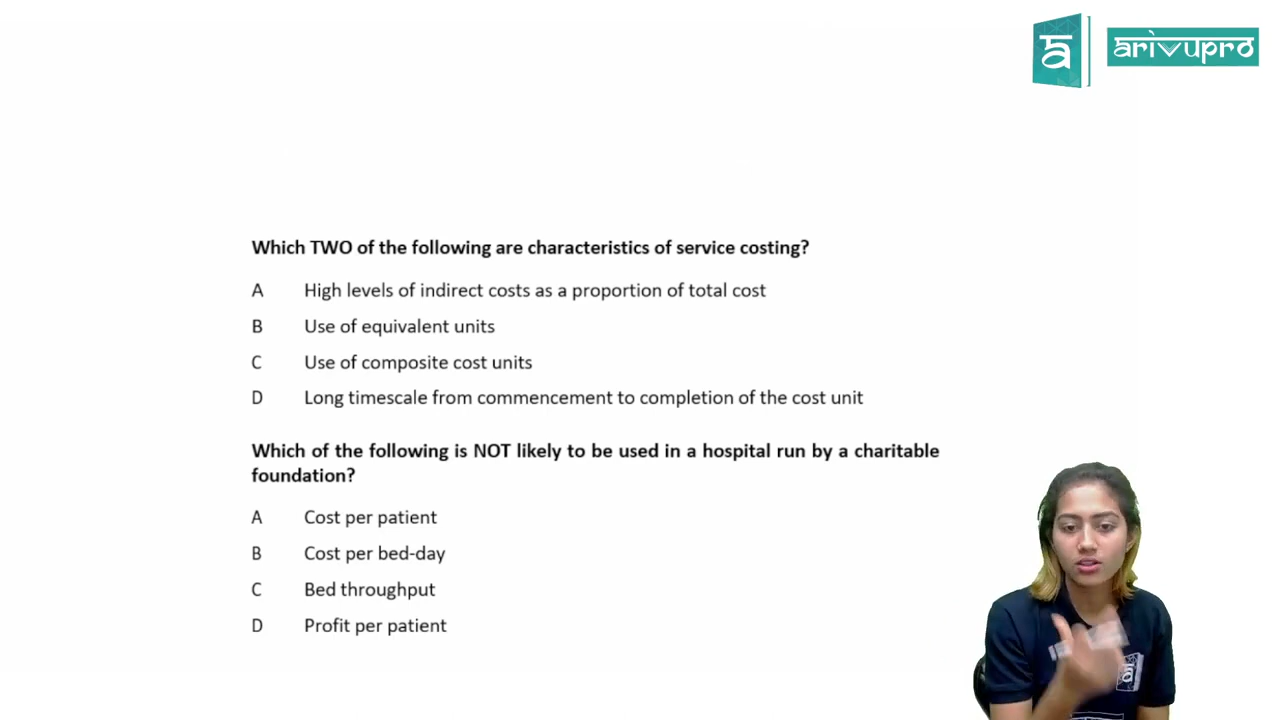 arivupro
Which TWO of the following are characteristics of service costing?
A High levels of indirect costs as a proportion of total cost
B Use of equivalent units
C Use of composite cost units
D Long timescale from commencement to completion of the cost unit
Which of the following is NOT likely to be used in a hospital run by a charitable
foundation?
A Cost per patient
B Cost per bed-day
C Bed throughput
D Profit per patient